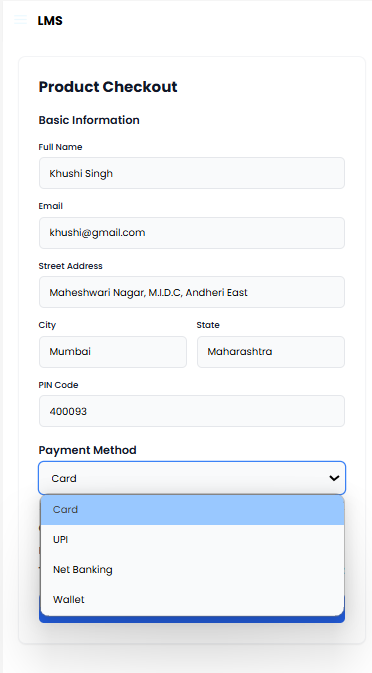 LMS
Product Checkout
Basic Information
Full Name
Khushi Singh
Email
khushi@gmail.com
Street Address
Maheshwari Nagar, M.I.D.C, Andheri East
City State
Mumbai Maharashtra
PIN Code
400093
Payment Method
Card
Card
UPI
Net Banking
Wallet